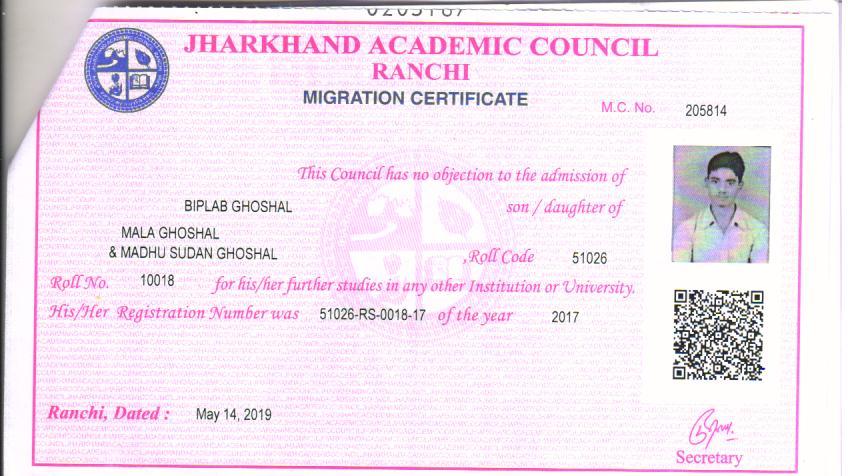 JHARKHAND ACADEMIC COUNCIL
RANCHI
MIGRATION CERTIFICATE
M.C. No. 205814
This Council has no objection to the admission of
BIPLAB GHOSHAL son / daughter of
MALA GHOSHAL
& MADHU SUDAN GHOSHAL ,Roll Code 51026
Roll No. 10018 for his/her further studies in any other Institution or University.
His/Her Registration Number was 51026-RS-0018-17 of the year 2017
Ranchi, Dated : May 14, 2019
Secretary